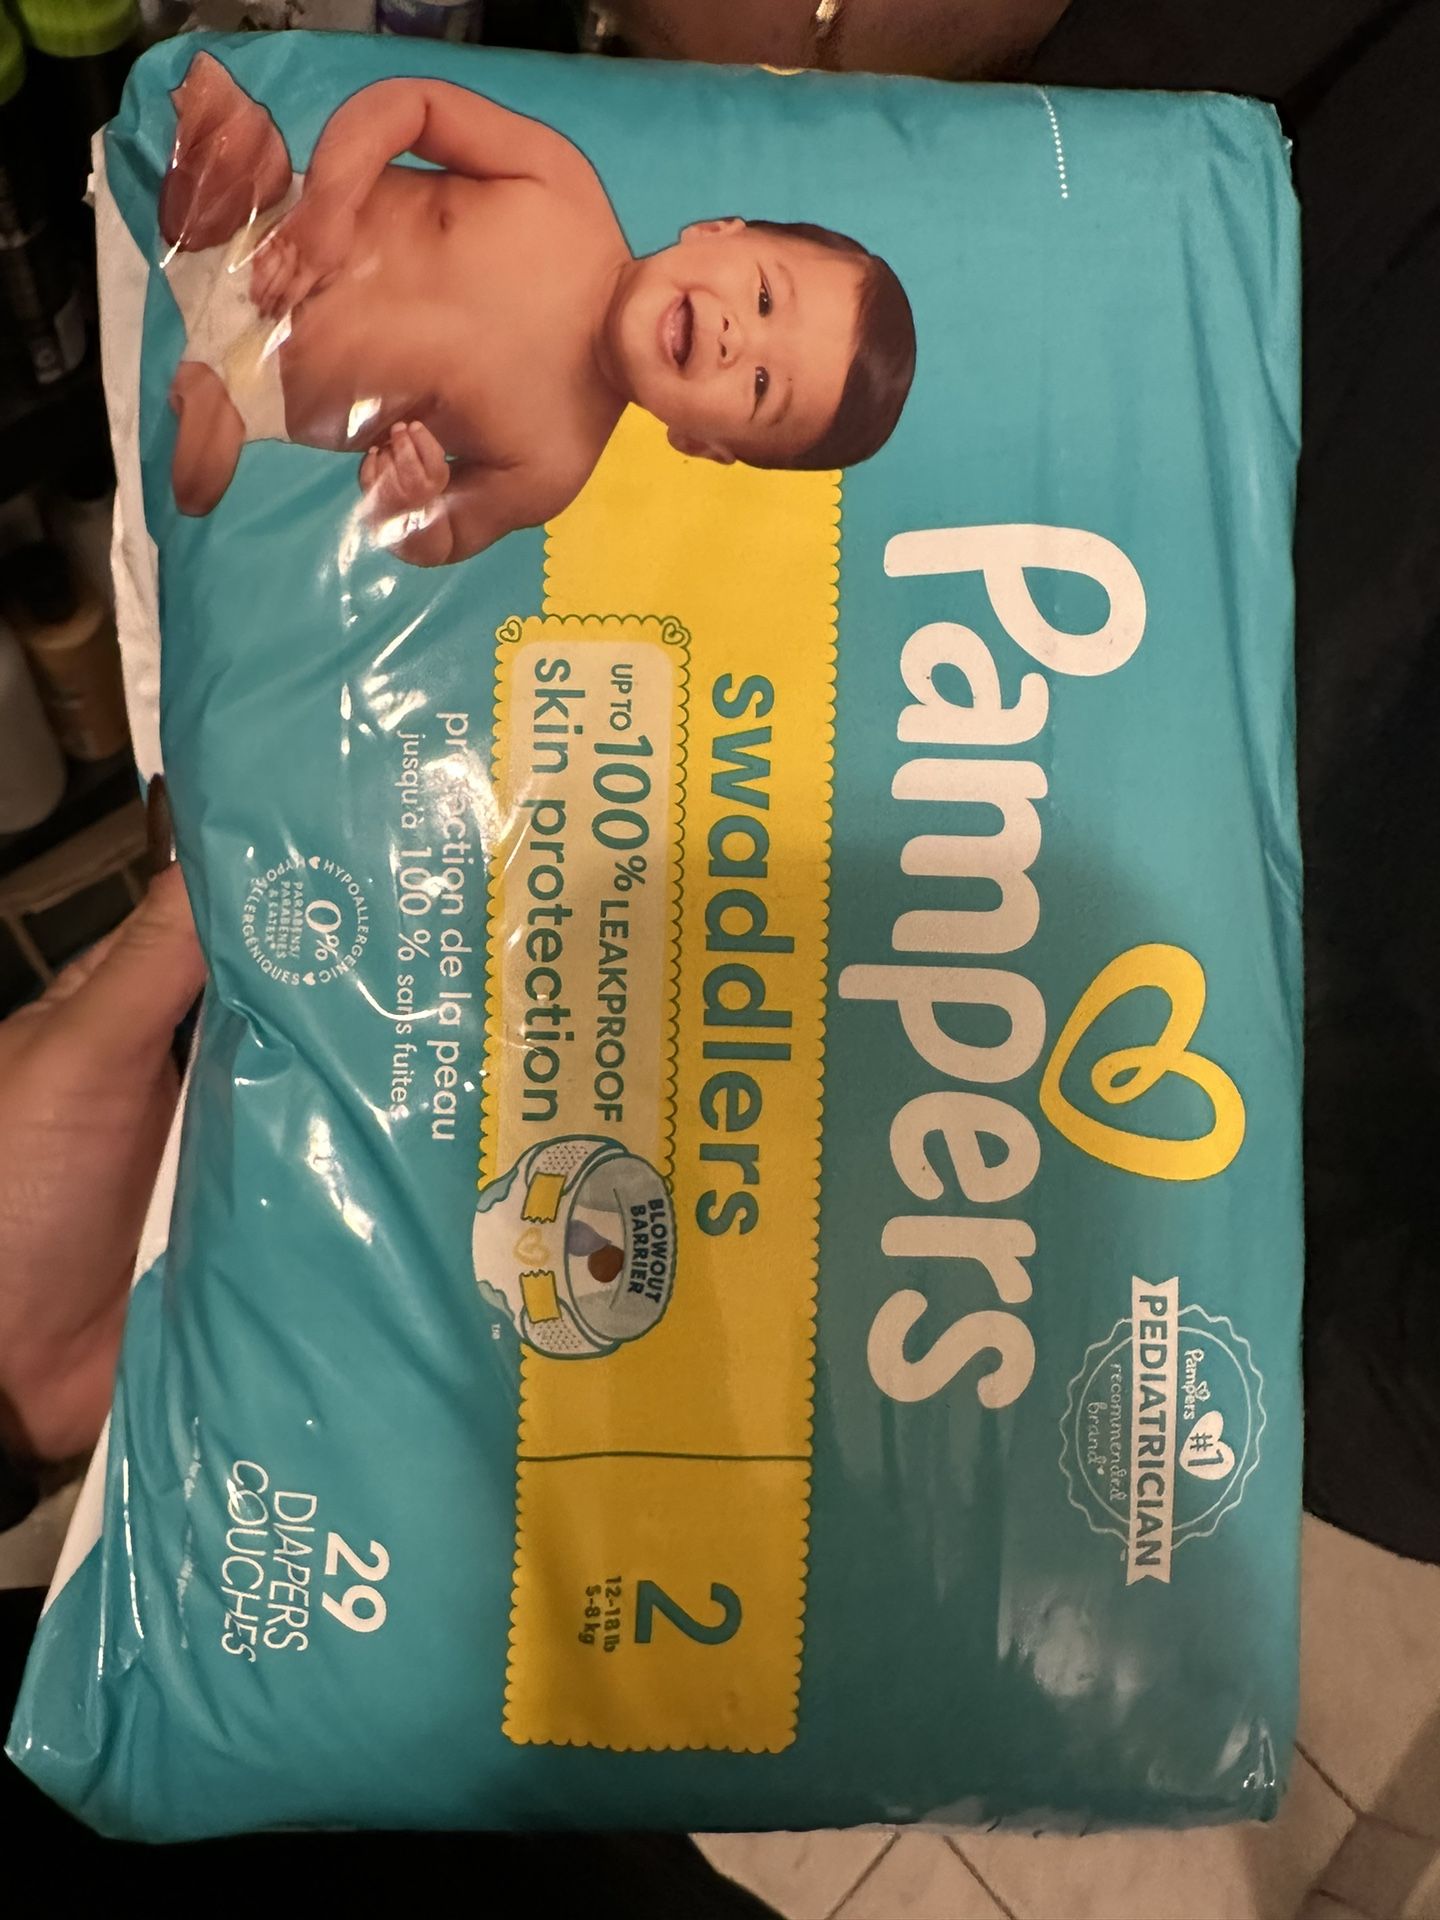 Pampers
Pampers
#1
PEDIATRICIAN
recommended
brand*
swaddlers
UP TO 100% LEAKPROOF
skin protection
BLOWOUT
BARRIER
TM
2
12-18 lb
5-8 kg
protection de la peau
jusqu'à 100 % sans fuites
HYPOALLERGENIC
HYPOALLERGÉNIQUES
0%
PARABENS/
PARABÈNES
& LATEX*
29
DIAPERS
COUCHES